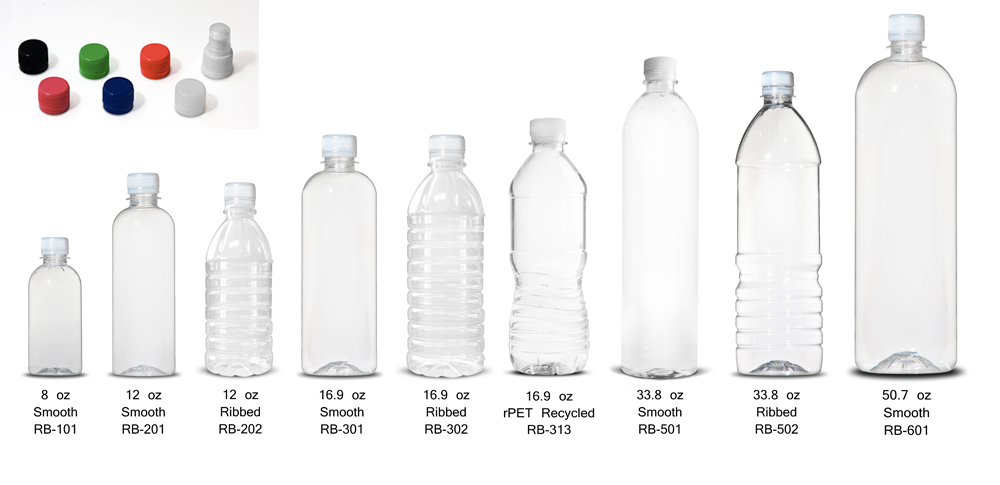 8 oz
Smooth
RB-101
12 oz
Smooth
RB-201
12 oz
Ribbed
RB-202
16.9 oz
Smooth
RB-301
16.9 oz
Ribbed
RB-302
16.9 oz
rPET Recycled
RB-313
33.8 oz
Smooth
RB-501
33.8 oz
Ribbed
RB-502
50.7 oz
Smooth
RB-601